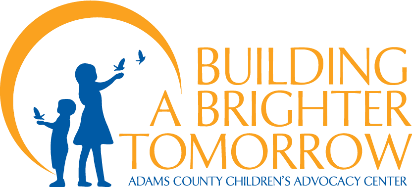 BUILDING
A BRIGHTER
TOMORROW
ADAMS COUNTY CHILDREN'S ADVOCACY CENTER